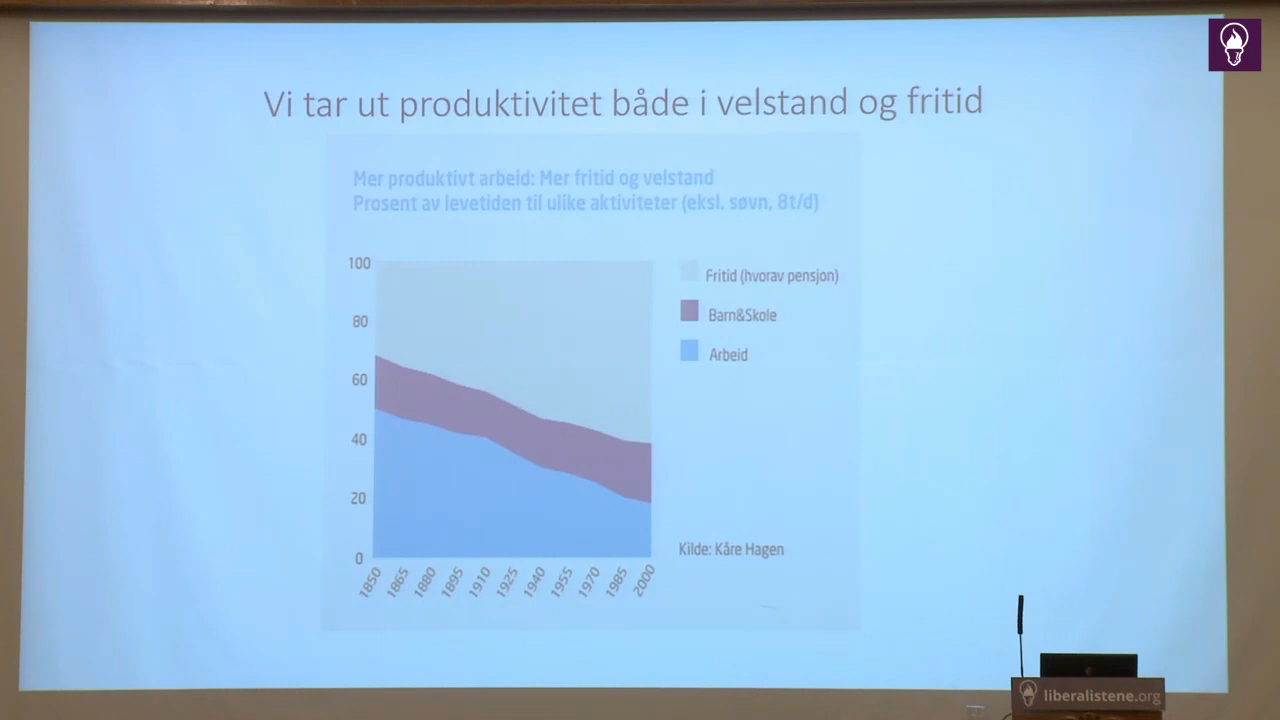 Vi tar ut produktivitet både i velstand og fritid
Mer produktivt arbeid: Mer fritid og velstand
Prosent av levetiden til ulike aktiviteter (eksl. søvn, 8t/d)
100
80
60
40
20
0
1850
1865
1880
1895
1910
1925
1940
1955
1970
1985
2000
Fritid (hvorav pensjon)
Barn&Skole
Arbeid
Kilde: Kåre Hagen
liberalistene.org